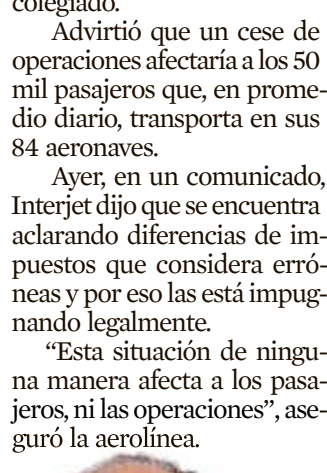 colegiado.
Advirtió que un cese de
operaciones afectaría a los 50
mil pasajeros que, en prome-
dio diario, transporta en sus
84 aeronaves.
Ayer, en un comunicado,
Interjet dijo que se encuentra
aclarando diferencias de im-
puestos que considera erró-
neas y por eso las está impug-
nando legalmente.
“Esta situación de ningu-
na manera afecta a los pasa-
jeros, ni las operaciones”, ase-
guró la aerolínea.